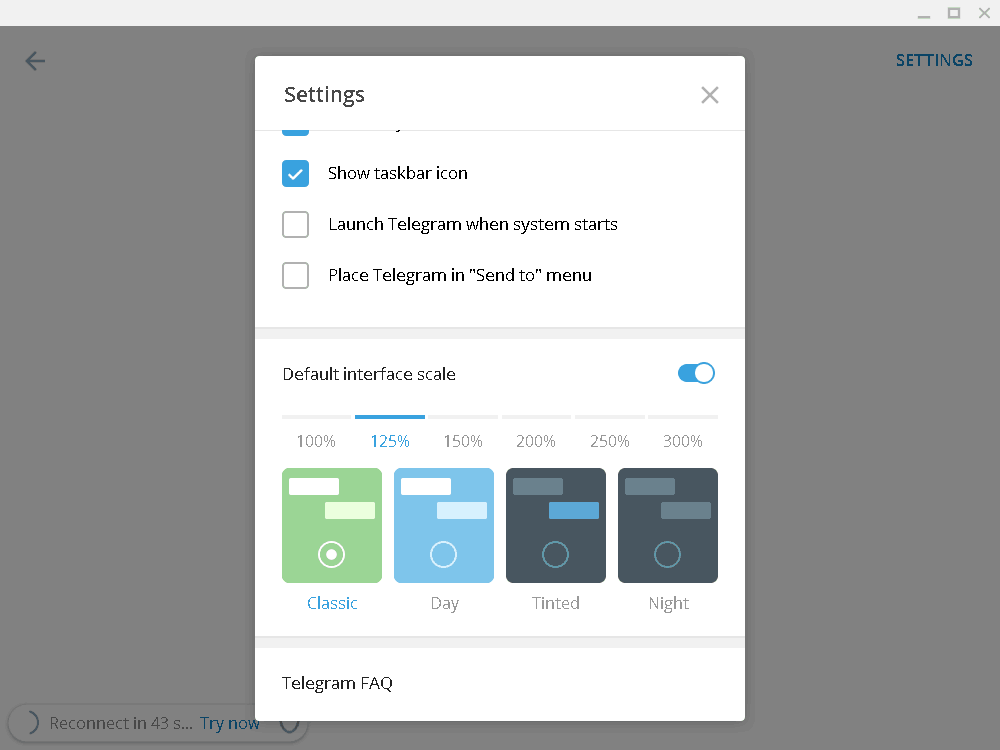 SETTINGS
Settings
Show taskbar icon
Launch Telegram when system starts
Place Telegram in "Send to" menu
Default interface scale
100% 125% 150% 200% 250% 300%
Classic Day Tinted Night
Telegram FAQ
Reconnect in 43 s... Try now